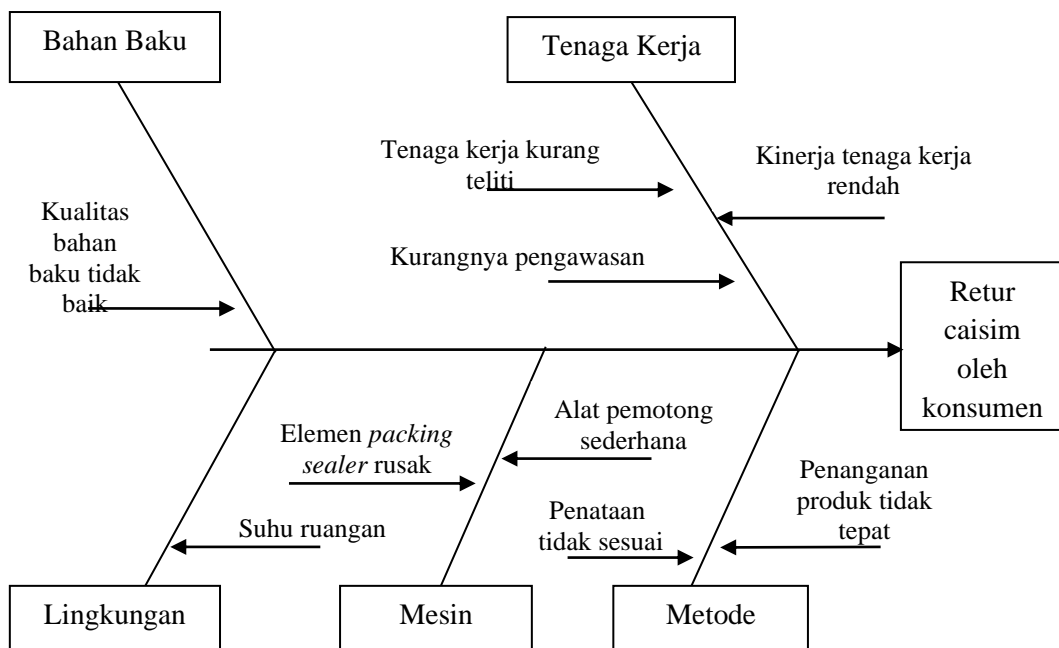 Bahan Baku
Tenaga Kerja
Tenaga kerja kurang
teliti
Kinerja tenaga kerja
rendah
Kualitas
bahan
baku tidak
baik
Kurangnya pengawasan
Retur
caisim
oleh
konsumen
Elemen packing
sealer rusak
Alat pemotong
sederhana
Suhu ruangan
Penataan
tidak sesuai
Penanganan
produk tidak
tepat
Lingkungan
Mesin
Metode